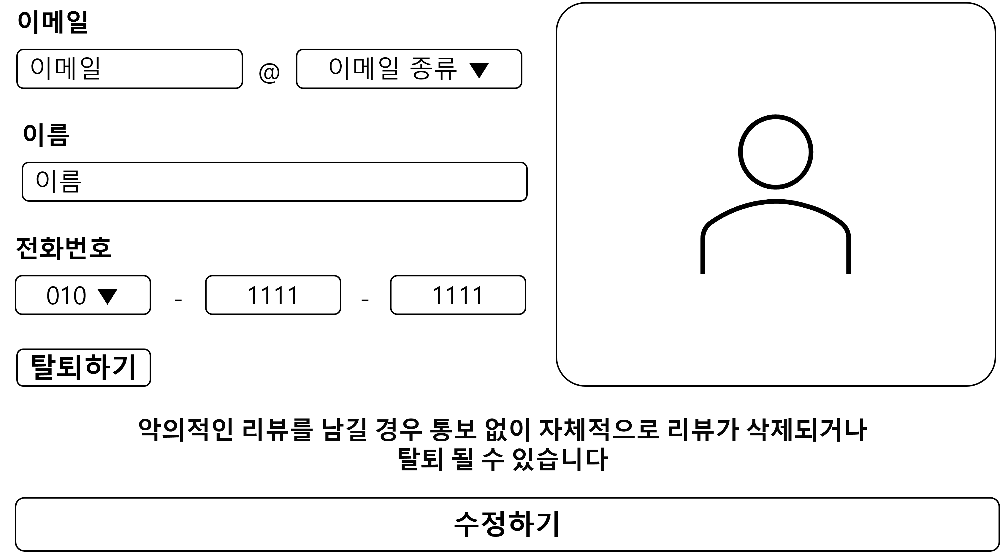 이메일
이메일 @ 이메일 종류 ▼
이름
이름
전화번호
010 ▼ - 1111 - 1111
탈퇴하기
악의적인 리뷰를 남길 경우 통보 없이 자체적으로 리뷰가 삭제되거나
탈퇴 될 수 있습니다
수정하기